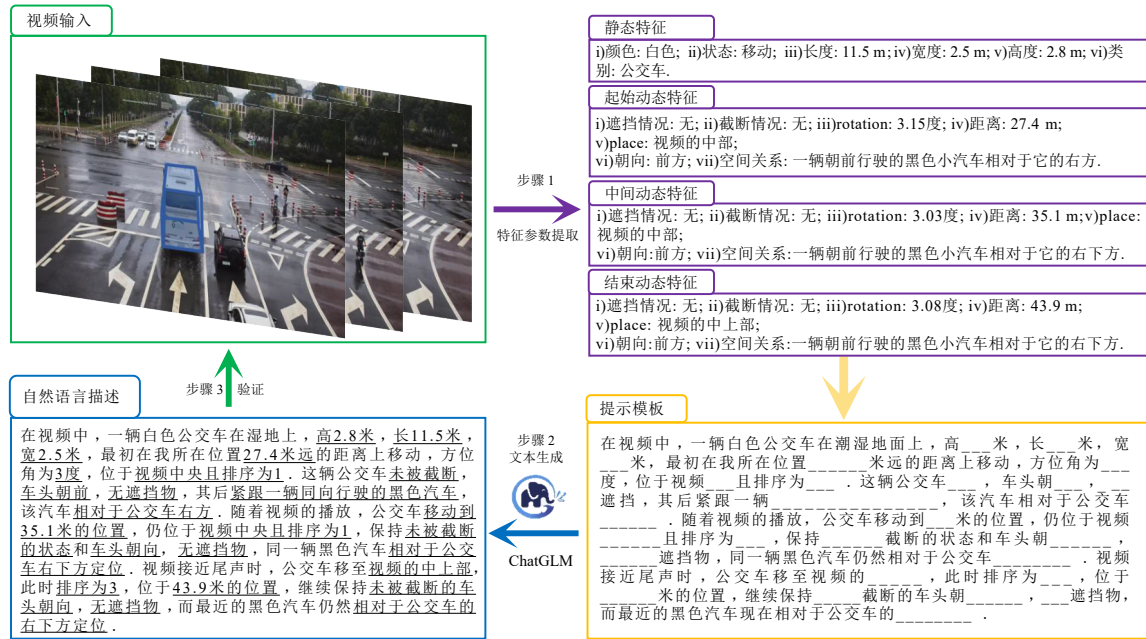 视频输入
静态特征
i)颜色: 白色; ii)状态: 移动; iii)长度: 11.5 m; iv)宽度: 2.5 m; v)高度: 2.8 m; vi)类
别: 公交车.
起始动态特征
i)遮挡情况: 无; ii)截断情况: 无; iii)rotation: 3.15度; iv)距离: 27.4 m;
v)place: 视频的中部;
vi)朝向: 前方; vii)空间关系: 一辆朝前行驶的黑色小汽车相对于它的右方.
步骤 1
特征参数提取
中间动态特征
i)遮挡情况: 无; ii)截断情况: 无; iii)rotation: 3.03度; iv)距离: 35.1 m;v)place:
视频的中部;
vi)朝向:前方; vii)空间关系:一辆朝前行驶的黑色小汽车相对于它的右下方.
结束动态特征
i)遮挡情况: 无; ii)截断情况: 无; iii)rotation: 3.08度; iv)距离: 43.9 m;
v)place: 视频的中上部;
vi)朝向:前方; vii)空间关系:一辆朝前行驶的黑色小汽车相对于它的右下方.
步骤 3 验证
自然语言描述
在视频中，一辆白色公交车在湿地上，高2.8米，长11.5米，
宽2.5米，最初在我所在位置27.4米远的距离上移动，方位
角为3度，位于视频中央且排序为1．这辆公交车未被截断，
车头朝前，无遮挡物，其后紧跟一辆同向行驶的黑色汽车，
该汽车相对于公交车右方．随着视频的播放，公交车移动到
35.1米的位置，仍位于视频中央且排序为1，保持未被截断
的状态和车头朝向，无遮挡物，同一辆黑色汽车相对于公交
车右下方定位．视频接近尾声时，公交车移至视频的中上部，
此时排序为3，位于43.9米的位置，继续保持未被截断的车
头朝向，无遮挡物，而最近的黑色汽车仍然相对于公交车的
右下方定位．
步骤 2
文本生成
ChatGLM
提示模板
在视频中，一辆白色公交车在潮湿地面上，高___米，长___米，宽
___米，最初在我所在位置______米远的距离上移动，方位角为___
度，位于视频___且排序为___．这辆公交车___，车头朝___，__
遮挡，其后紧跟一辆_______________，该汽车相对于公交车
______．随着视频的播放，公交车移动到___米的位置，仍位于视频
_______且排序为___，保持______截断的状态和车头朝______，
______遮挡物，同一辆黑色汽车仍然相对于公交车________．视频
接近尾声时，公交车移至视频的_____，此时排序为___，位于
______米的位置，继续保持_____截断的车头朝______，___遮挡物，
而最近的黑色汽车现在相对于公交车的________．